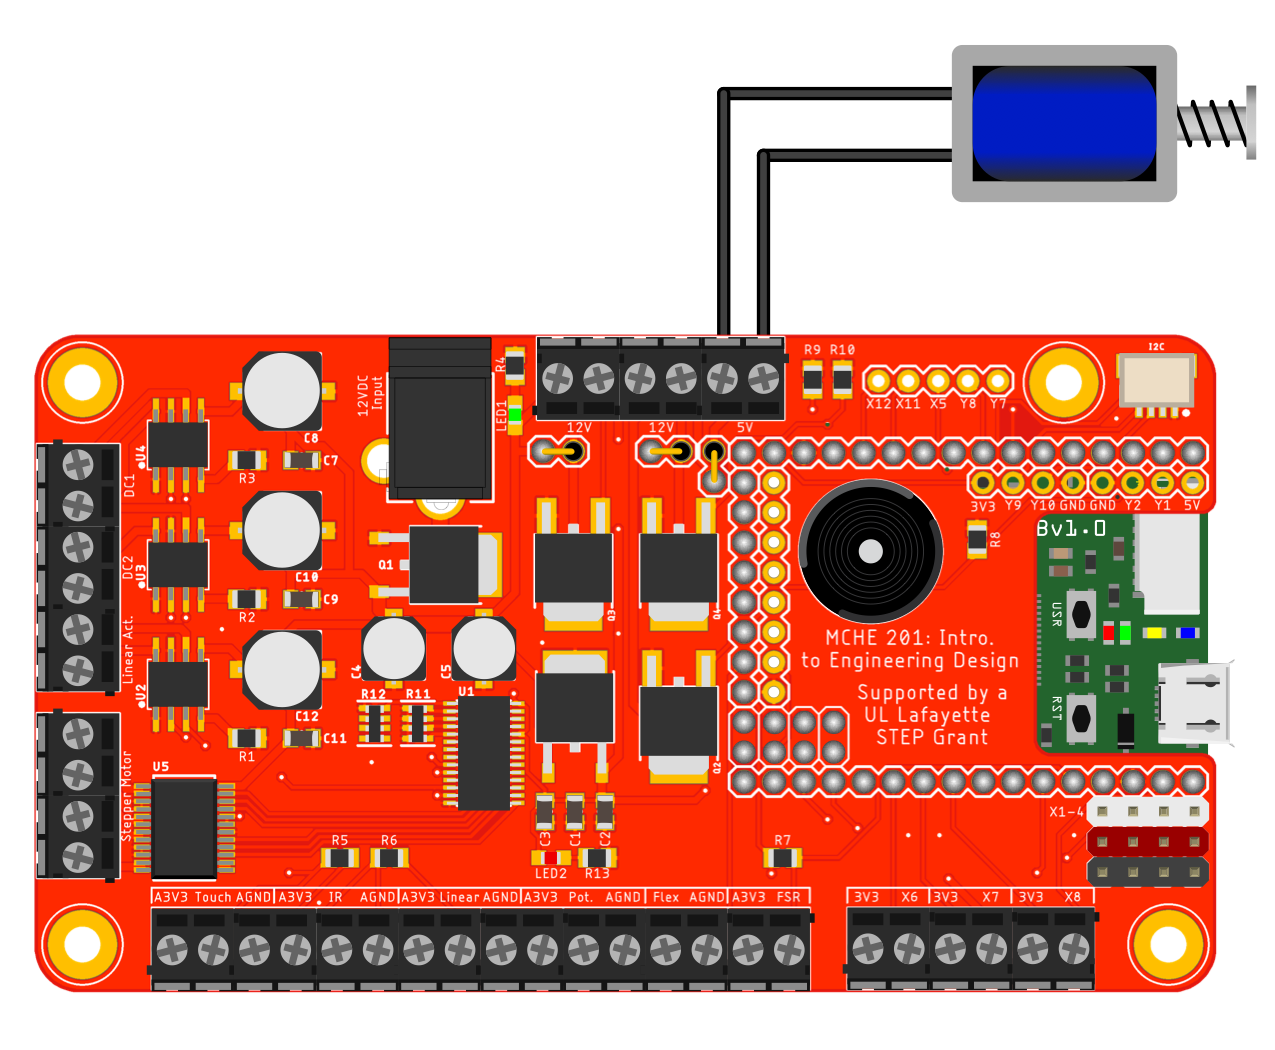 I2C
R9 R10
12VDC
Input
R4
LED1
X12 X11 X5 Y8 Y7
12V 12V 5V
U4
C8
DC1
R3
C7
3V3 Y9 Y10 GND GND Y2 Y1 5V
Bv1.0
R8
DC2
U3
C10
Q1
R2
C9
Q3
Q4
USR
MCHE 201: Intro.
to Engineering Design
Supported by a
UL Lafayette
STEP Grant
RST
Linear Act.
U2
C12
C4
C5
R12 R11
U1
R1
C11
Q2
Stepper Motor
U5
X1-4
C3
C1
C2
R5 R6
LED2
R13
R7
A3V3 Touch AGND A3V3 IR AGND A3V3 Linear AGND A3V3 Pot. AGND Flex AGND A3V3 FSR
3V3 X6 3V3 X7 3V3 X8